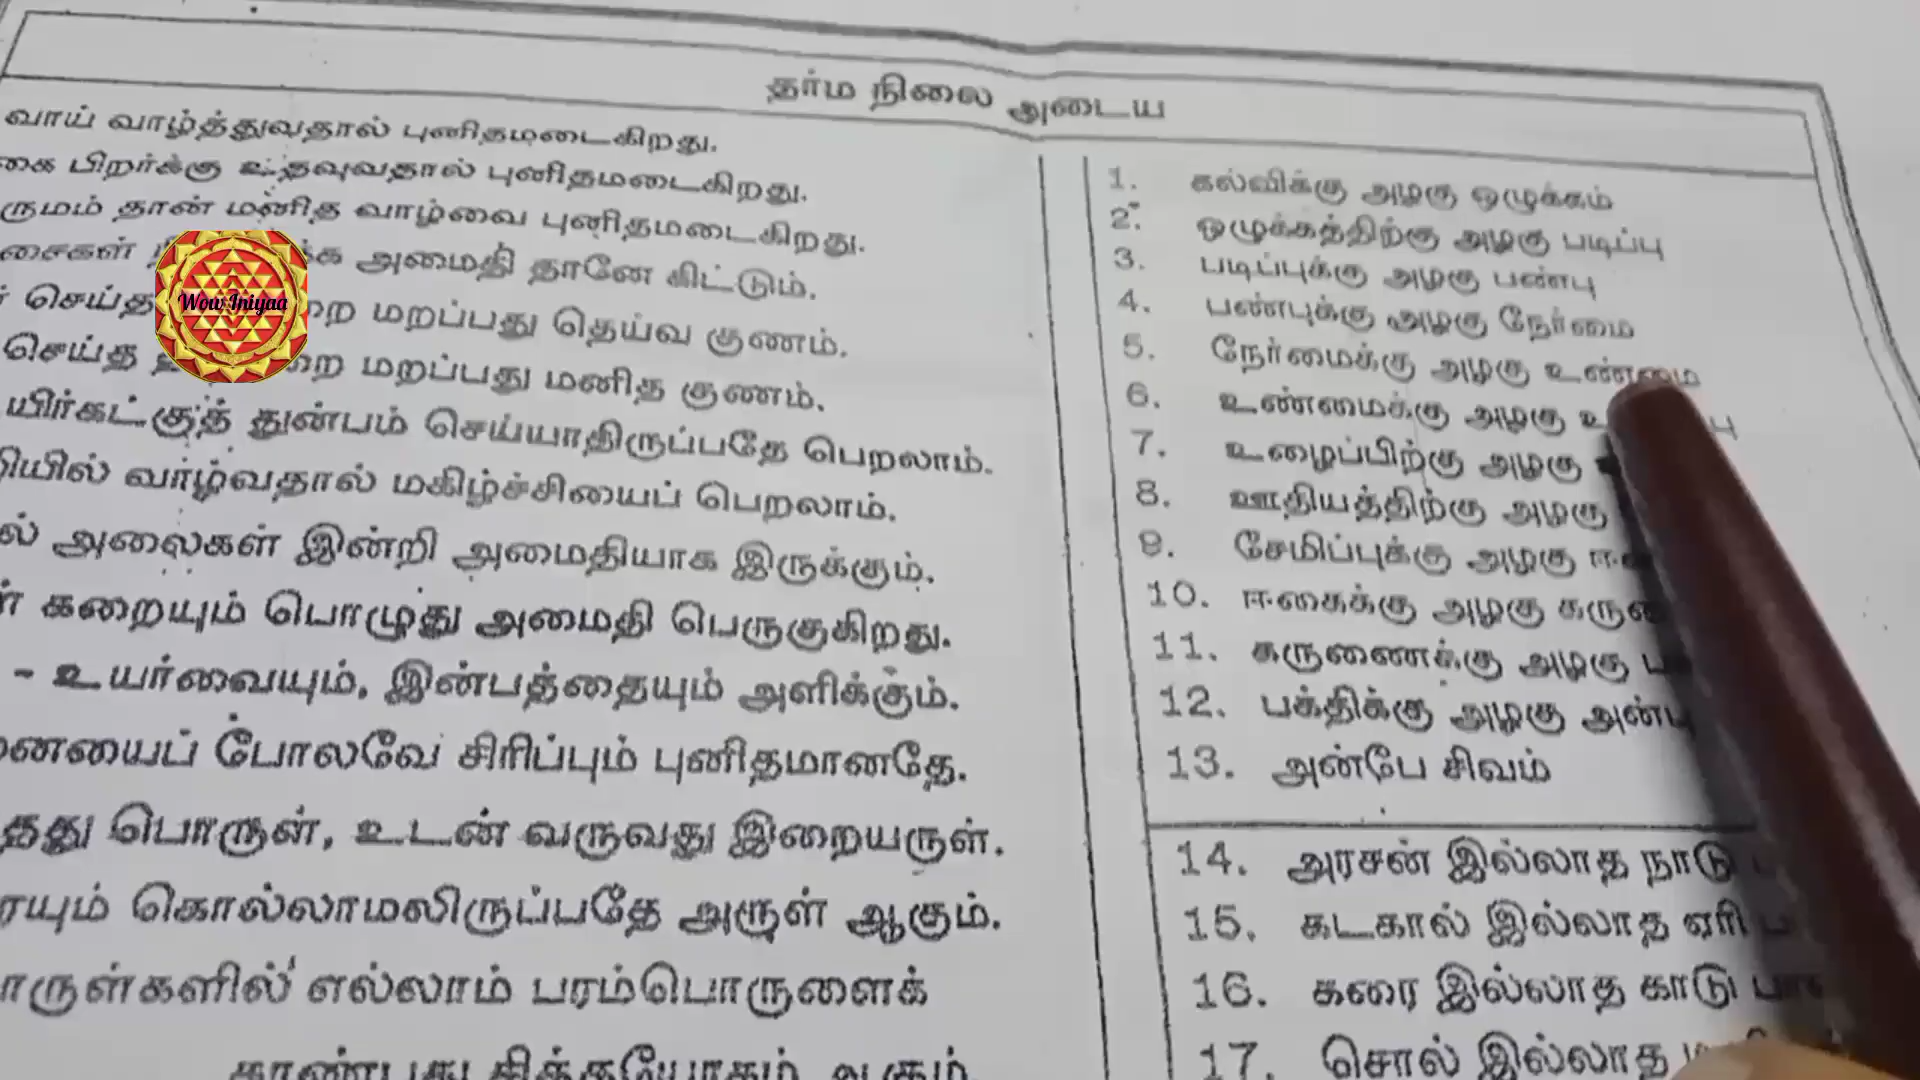 தர்ம நிலை அடைய
வாய் வாழ்த்துவதால் புனிதமடைகிறது.
பிறர்க்கு உதவுவதால் புனிதமடைகிறது.
தான் மனித வாழ்வை புனிதமடைகிறது.
அமைதி தானே கிட்டும்.
மறப்பது தெய்வ குணம்.
செய்த மறப்பது மனித குணம்.
துன்பம் செய்யாதிருப்பதே பெறலாம்.
வாழ்வதால் மகிழ்ச்சியைப் பெறலாம்.
அலைகள் இன்றி அமைதியாக இருக்கும்.
கறையும் பொழுது அமைதி பெருகுகிறது.
- உயர்வையும், இன்பத்தையும் அளிக்கும்.
போலவே சிரிப்பும் புனிதமானதே.
பொருள், உடன் வருவது இறையருள்.
கொல்லாமலிருப்பதே அருள் ஆகும்.
எல்லாம் பரம்பொருளைக்
1. கல்விக்கு அழகு ஒழுக்கம்
2. ஒழுக்கத்திற்கு அழகு படிப்பு
3. படிப்புக்கு அழகு பண்பு
4. பண்புக்கு அழகு நேர்மை
5. நேர்மைக்கு அழகு உண்மை
6. உண்மைக்கு அழகு
7. உழைப்பிற்கு அழகு
8. ஊதியத்திற்கு அழகு
9. சேமிப்புக்கு அழகு
10. ஈகைக்கு அழகு
11. கருணைக்கு அழகு
12. பக்திக்கு அழகு அன்பு
13. அன்பே சிவம்
14. அரசன் இல்லாத நாடு
15. கடகால் இல்லாத ஏரி
16. கரை இல்லாத காடு
17. சொல் இல்லாத
Wow Iniyaa